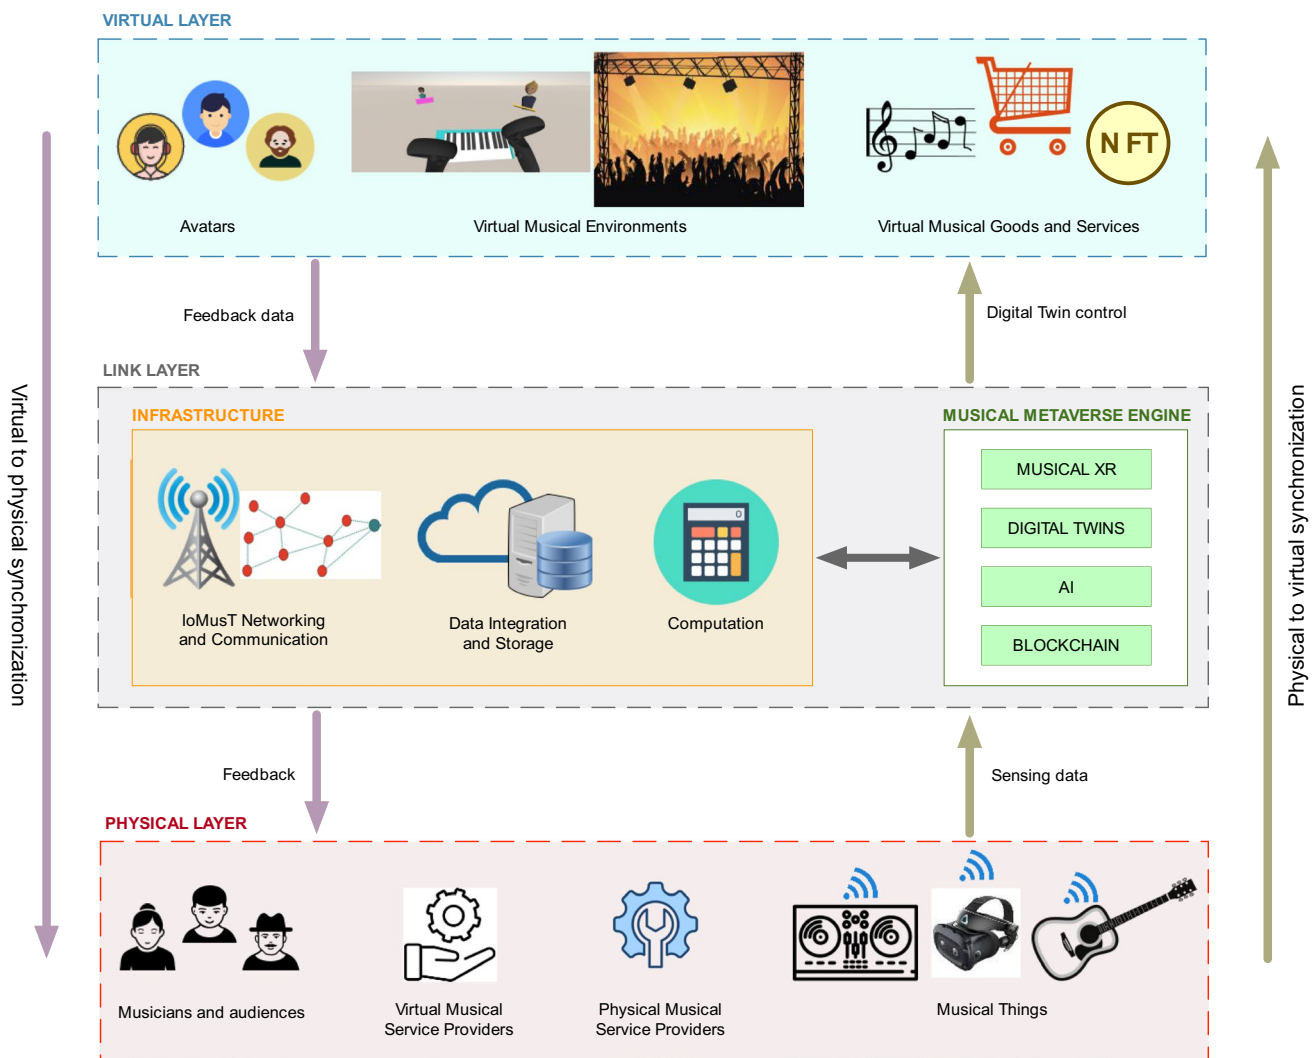 VIRTUAL LAYER
N FT
Avatars
Virtual Musical Environments
Virtual Musical Goods and Services
Feedback data
Digital Twin control
LINK LAYER
INFRASTRUCTURE
MUSICAL METAVERSE ENGINE
MUSICAL XR
DIGITAL TWINS
AI
BLOCKCHAIN
0
IoMusT Networking
and Communication
Data Integration
and Storage
Computation
Virtual to physical synchronization
Physical to virtual synchronization
Feedback
Sensing data
PHYSICAL LAYER
Musicians and audiences
Virtual Musical
Service Providers
Physical Musical
Service Providers
Musical Things